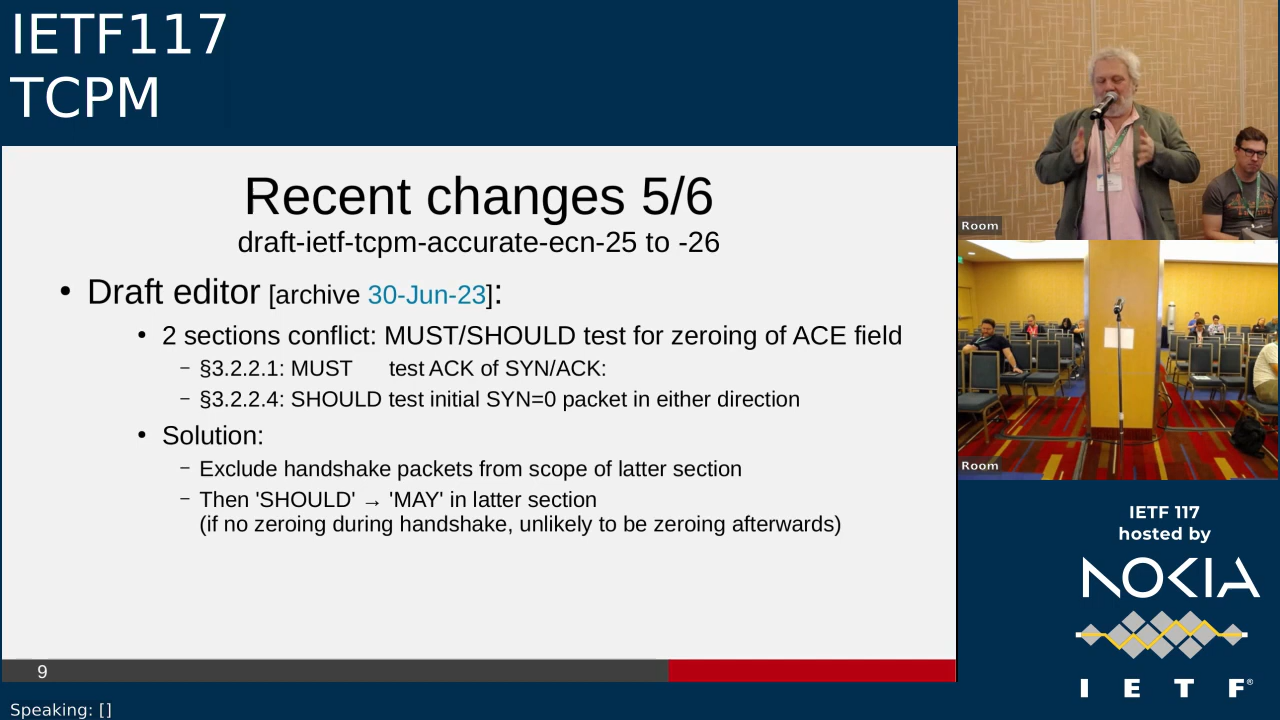 IETF117
TCPM
Recent changes 5/6
draft-ietf-tcpm-accurate-ecn-25 to -26
• Draft editor [archive 30-Jun-23]:
• 2 sections conflict: MUST/SHOULD test for zeroing of ACE field
– §3.2.2.1: MUST test ACK of SYN/ACK:
– §3.2.2.4: SHOULD test initial SYN=0 packet in either direction
• Solution:
– Exclude handshake packets from scope of latter section
– Then 'SHOULD' → 'MAY' in latter section
(if no zeroing during handshake, unlikely to be zeroing afterwards)
9
Speaking: []
Room
Room
IETF 117
hosted by
NOKIA
I E T F®